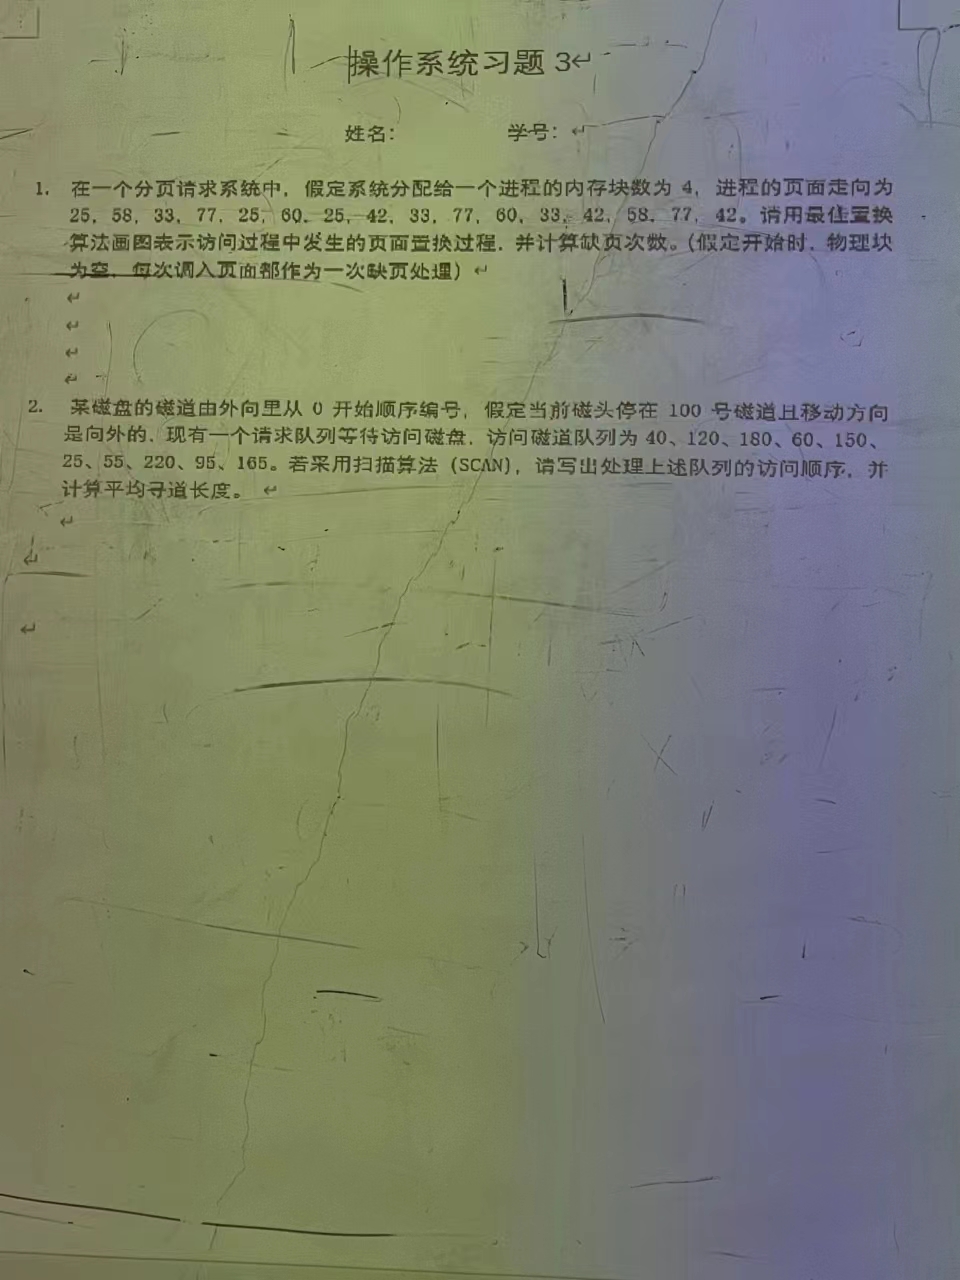 操作系统习题 3↵
姓名： 学号：↵
1. 在一个分页请求系统中，假定系统分配给一个进程的内存块数为 4，进程的页面走向为
25，58，33，77，25，60，25，42，33，77，60，33，42，58，77，42。请用最佳置换
算法画图表示访问过程中发生的页面置换过程，并计算缺页次数。（假定开始时，物理块
为空，每次调入页面都作为一次缺页处理）↵
↵
↵
↵
↵
2. 某磁盘的磁道由外向里从 0 开始顺序编号，假定当前磁头停在 100 号磁道且移动方向
是向外的，现有一个请求队列等待访问磁盘，访问磁道队列为 40、120、180、60、150、
25、55、220、95、165。若采用扫描算法（SCAN），请写出处理上述队列的访问顺序，并
计算平均寻道长度。↵
↵
↵
↵